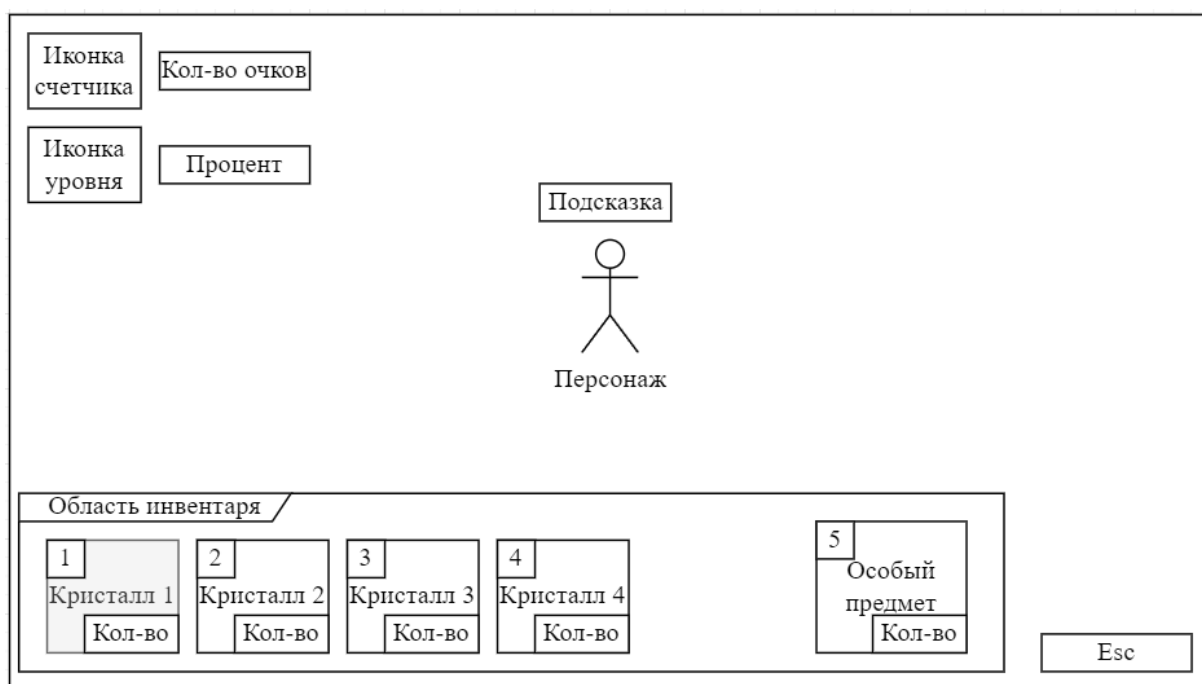 Иконка
счетчика
Кол-во очков
Иконка
уровня
Процент
Подсказка
Персонаж
Область инвентаря
1
Кристалл 1
Кол-во
2
Кристалл 2
Кол-во
3
Кристалл 3
Кол-во
4
Кристалл 4
Кол-во
5
Особый
предмет
Кол-во
Esc